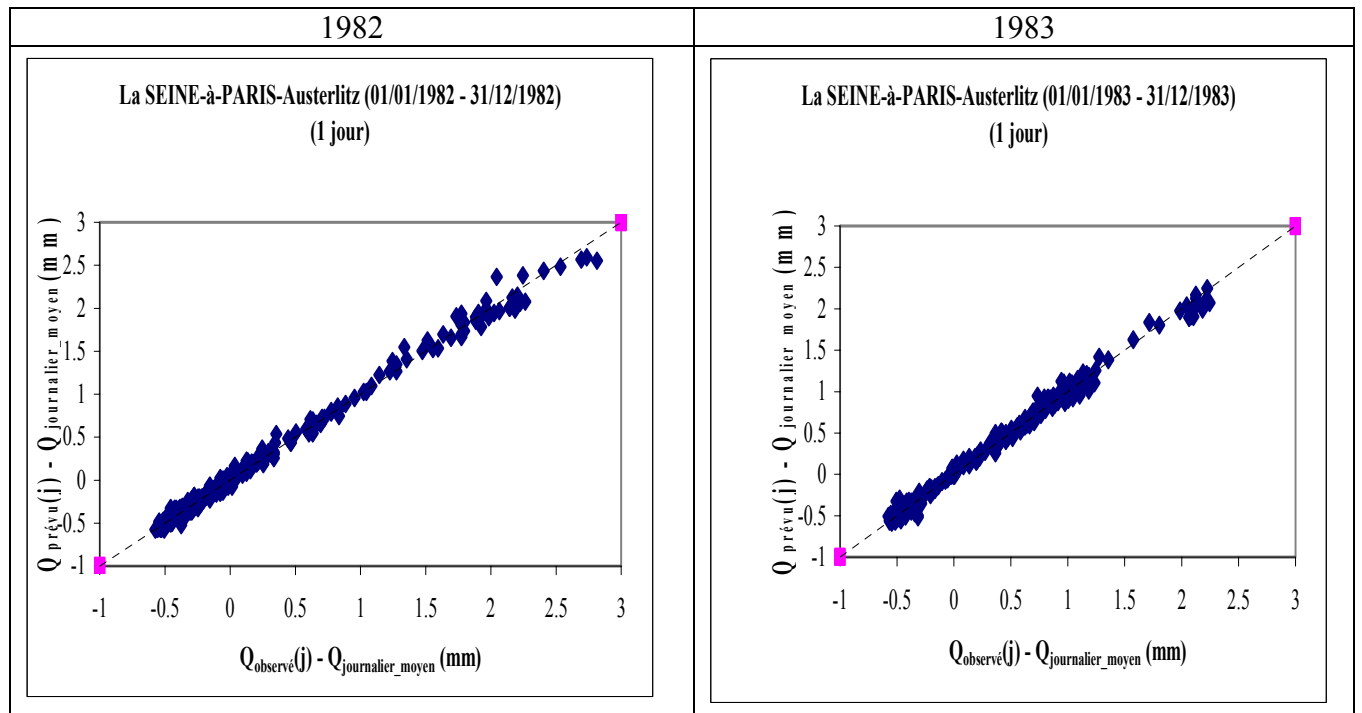 1982
1983
La SEINE-à-PARIS-Austerlitz (01/01/1982 - 31/12/1982)
(1 jour)
Q prévu(j) - Q journalier_moyen (m m)
3
2.5
2
1.5
1
0.5
0
-0.5
-1
-1 -0.5 0 0.5 1 1.5 2 2.5 3
Qobservé(j) - Qjournalier_moyen (mm)
La SEINE-à-PARIS-Austerlitz (01/01/1983 - 31/12/1983)
(1 jour)
Q prévu(j) - Q journalier moyen (m m)
3
2.5
2
1.5
1
0.5
0
-0.5
-1
-1 -0.5 0 0.5 1 1.5 2 2.5 3
Qobservé(j) - Qjournalier_moyen (mm)